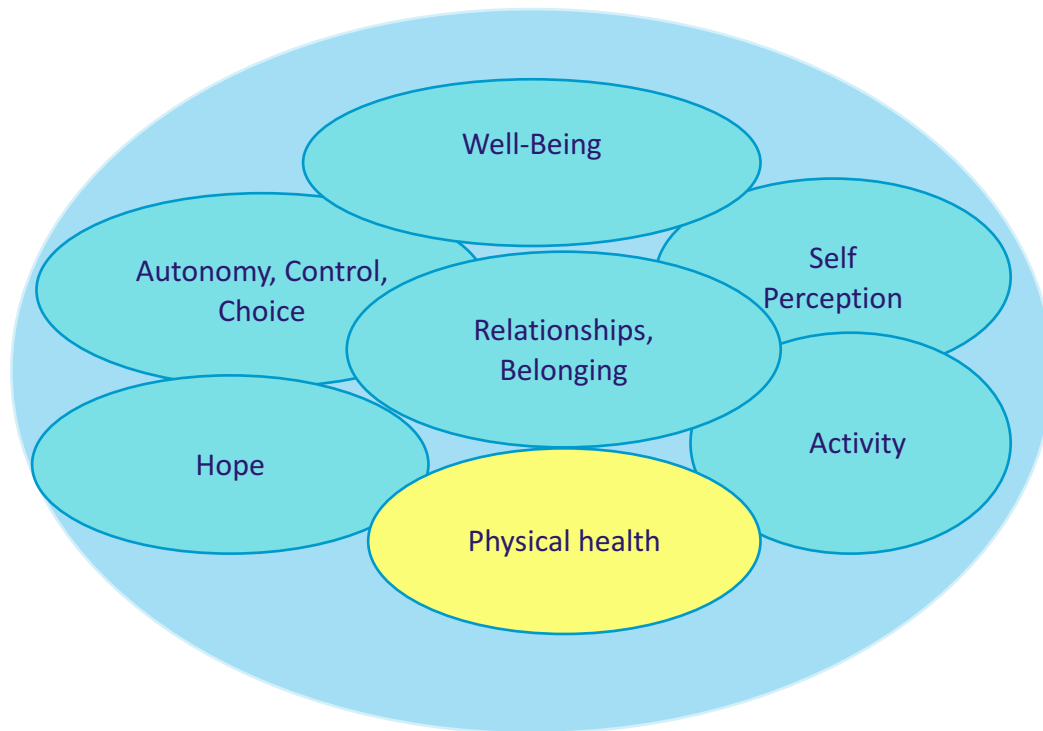 Well-Being
Autonomy, Control,
Choice
Self
Perception
Relationships,
Belonging
Hope
Activity
Physical health